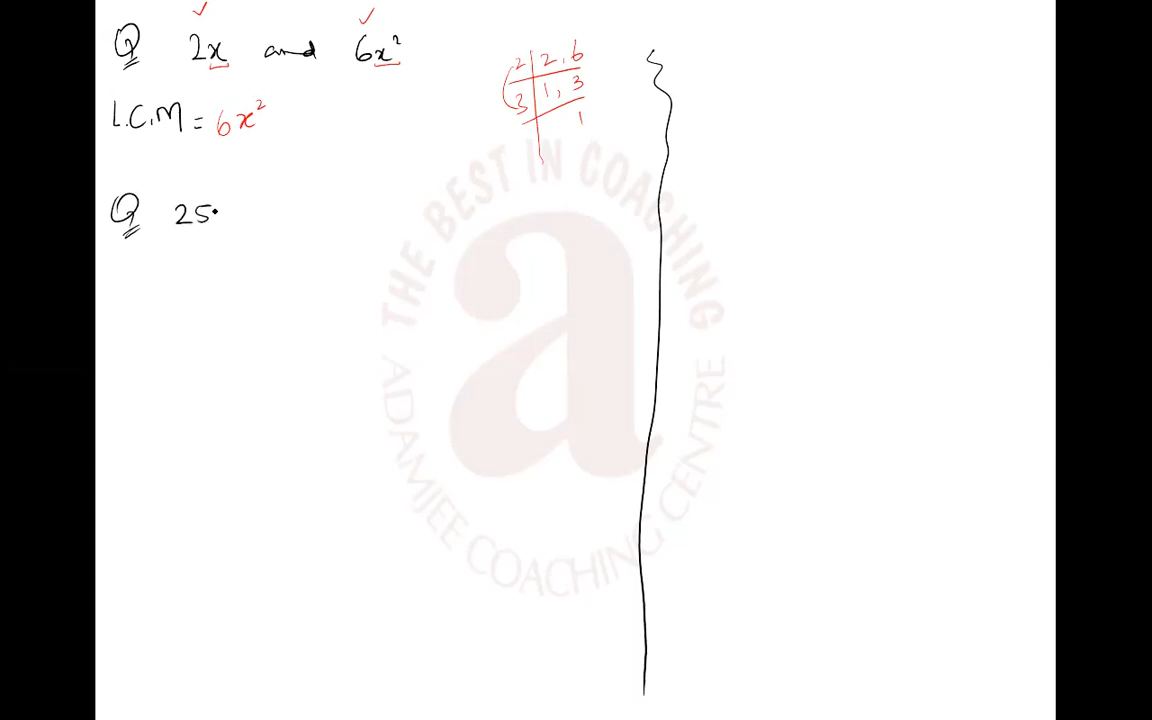 Q 2x and 6x²
L.C.M = 6x²
2 | 2, 6
3 | 1, 3
1
Q 25
THE BEST IN COACHING
a
ADAMJEE COACHING CENTRE